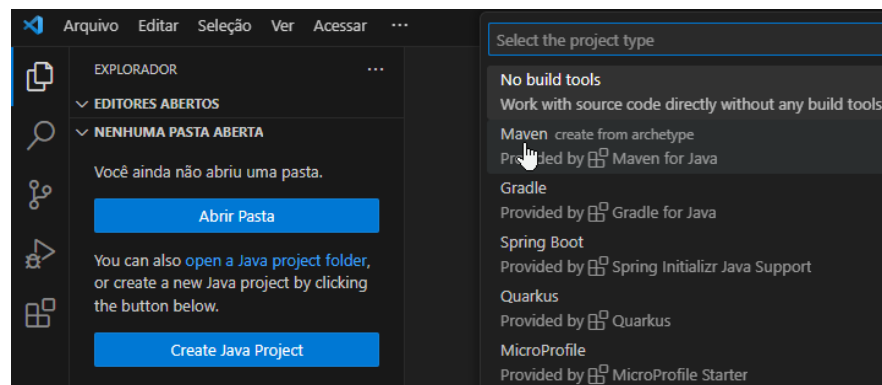 Arquivo Editar Seleção Ver Acessar ···
EXPLORADOR ···
EDITORES ABERTOS
NENHUMA PASTA ABERTA
Você ainda não abriu uma pasta.
Abrir Pasta
You can also open a Java project folder,
or create a new Java project by clicking
the button below.
Create Java Project
Select the project type
No build tools
Work with source code directly without any build tools
Maven create from archetype
Provided by Maven for Java
Gradle
Provided by Gradle for Java
Spring Boot
Provided by Spring Initializr Java Support
Quarkus
Provided by Quarkus
MicroProfile
Provided by MicroProfile Starter